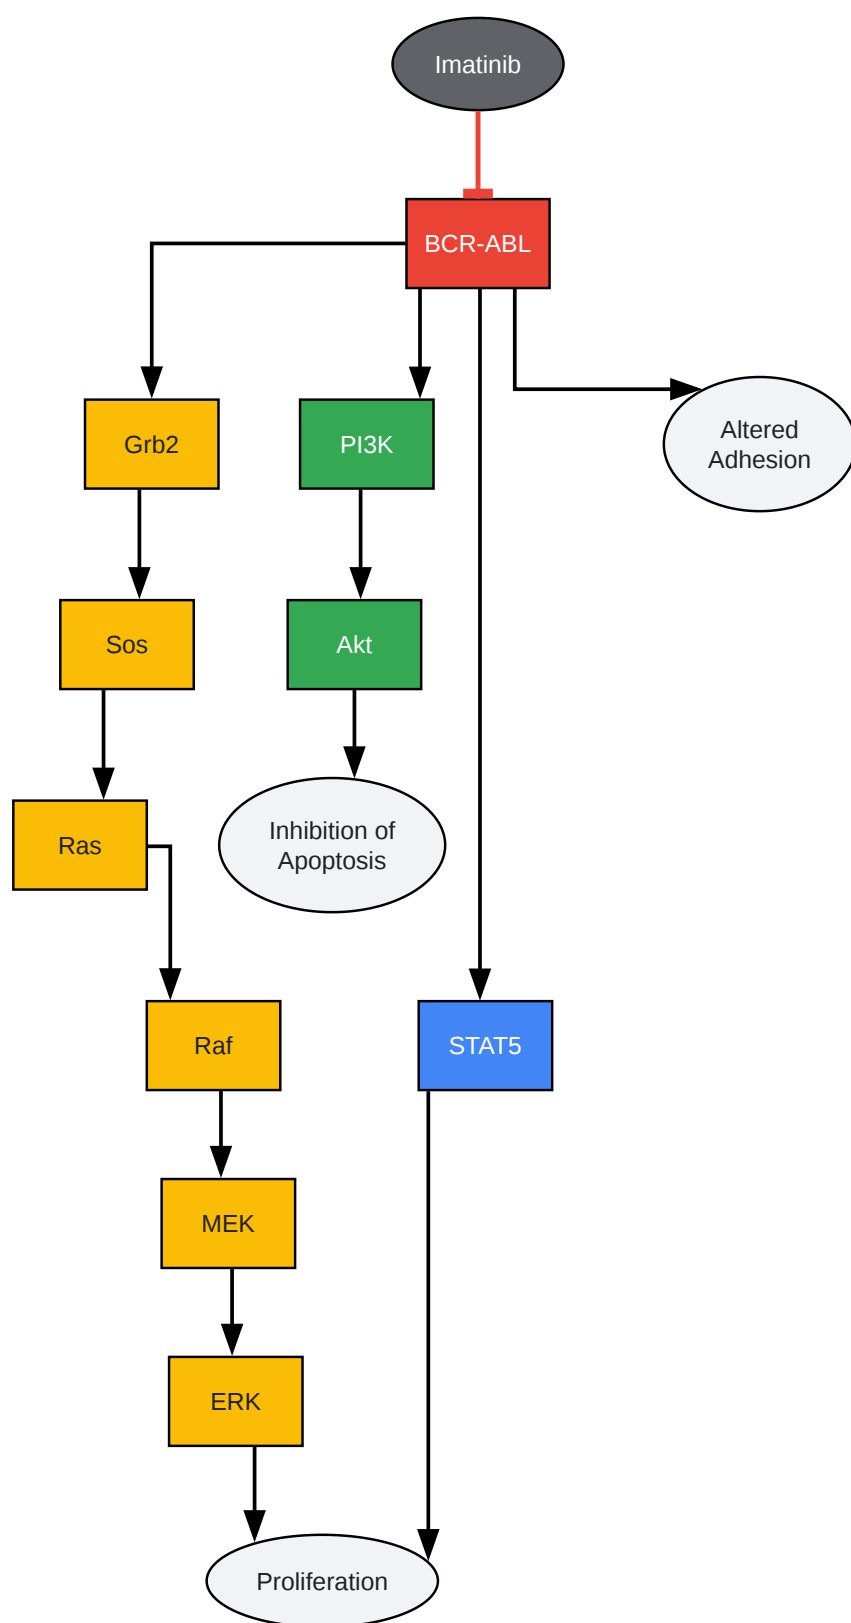 Imatinib
BCR-ABL
Grb2
PI3K
Altered
Adhesion
Sos
Akt
Ras
Inhibition of
Apoptosis
Raf
STAT5
MEK
ERK
Proliferation